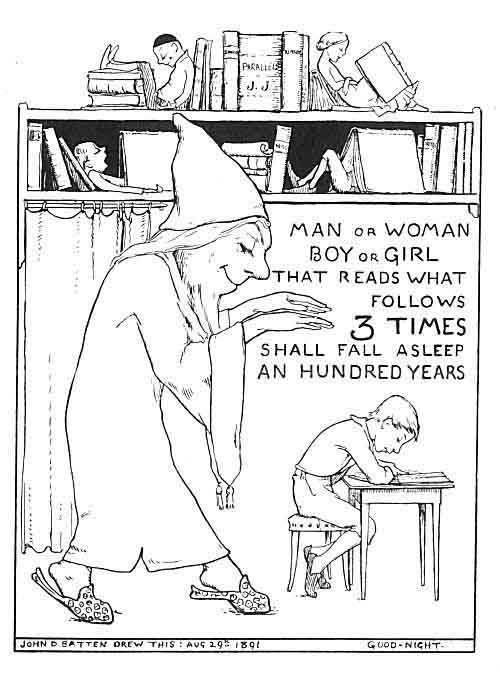 PARALLELS
J. J
MAN OR WOMAN
BOY OR GIRL
THAT READS WHAT
FOLLOWS
3 TIMES
SHALL FALL ASLEEP
AN HUNDRED YEARS
JOHN D BATTEN DREW THIS: AUG 29TH 1891 GOOD-NIGHT.